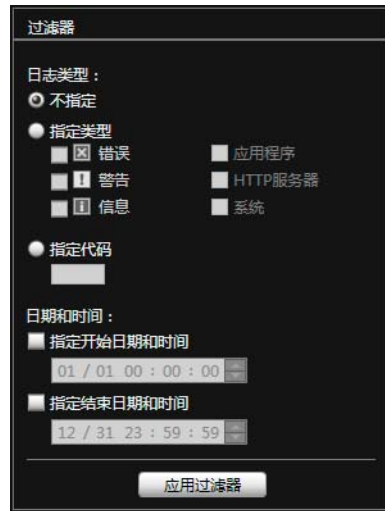 过滤器
日志类型：
不指定
指定类型
错误 应用程序
警告 HTTP服务器
信息 系统
指定代码
日期和时间：
指定开始日期和时间
01 / 01 00 : 00 : 00
指定结束日期和时间
12 / 31 23 : 59 : 59
应用过滤器